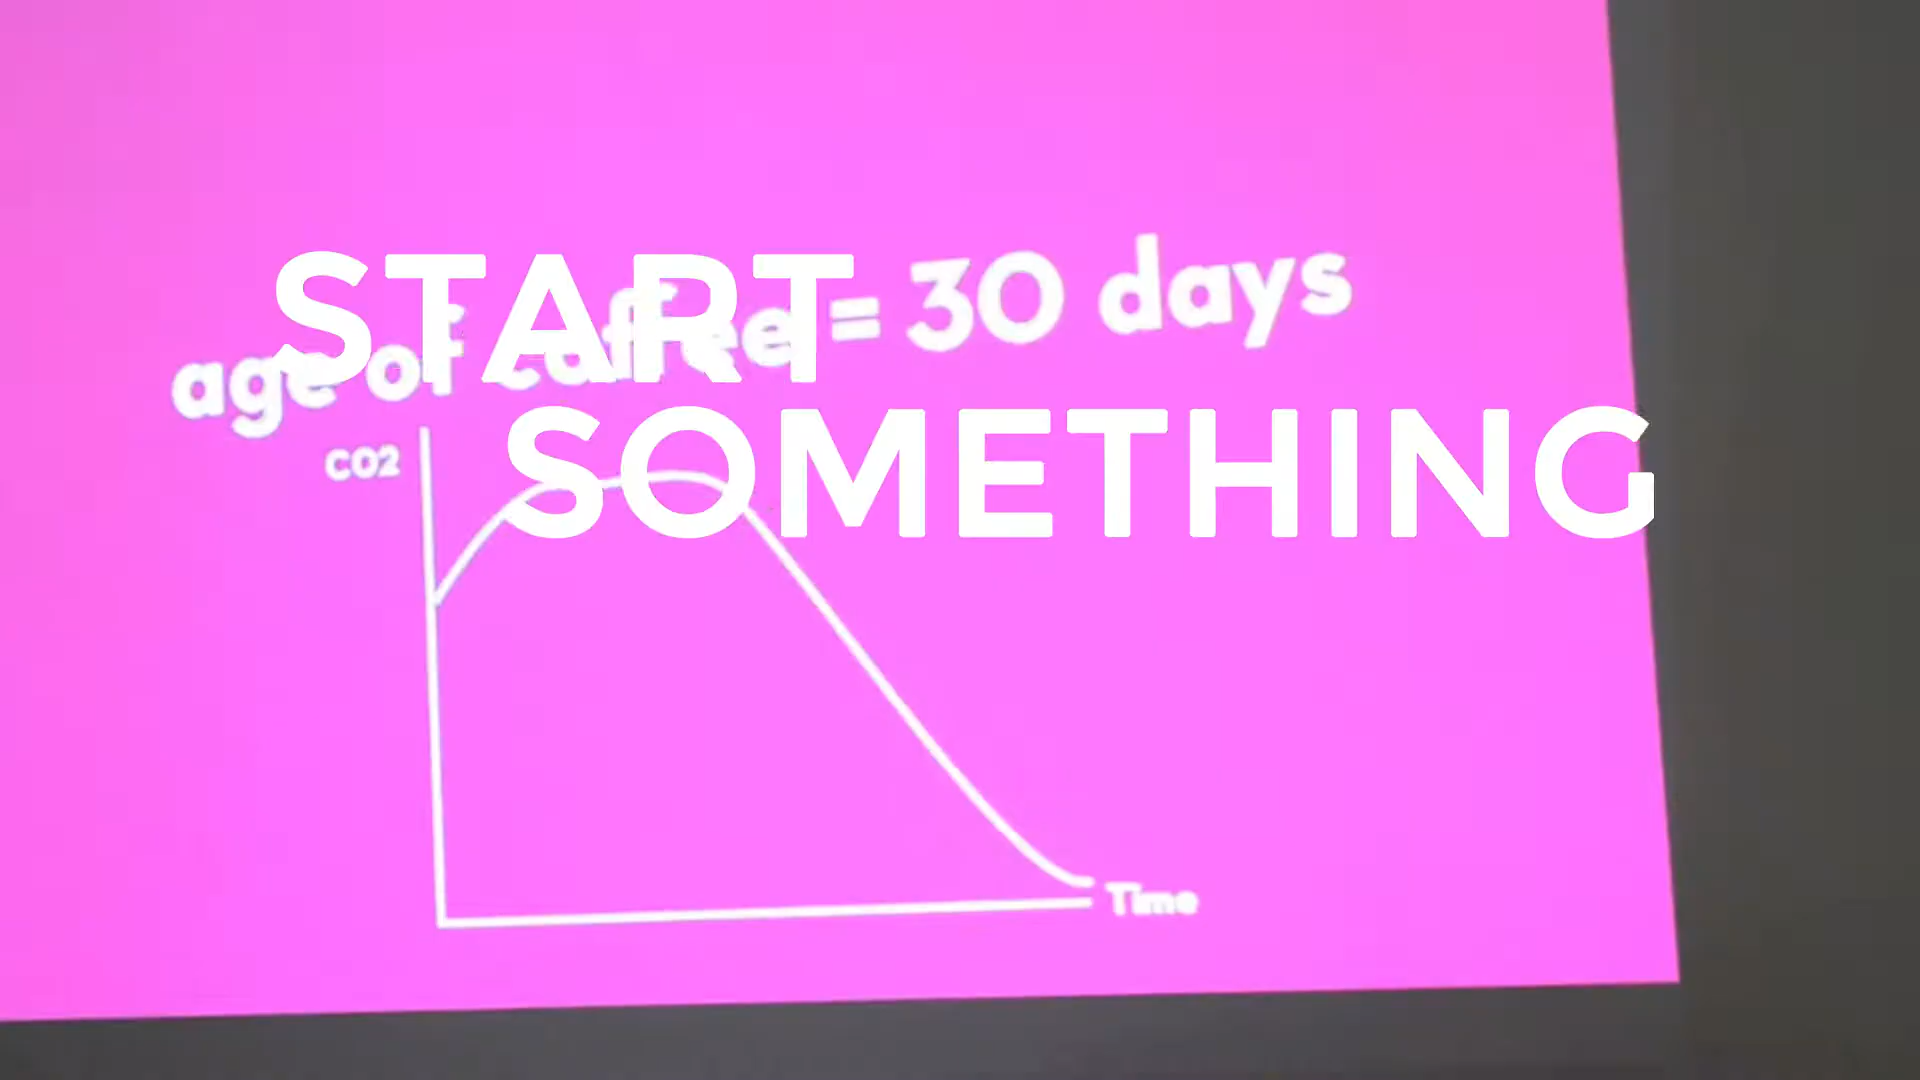 START
SOMETHING
age of coffee = 30 days
CO2
Time